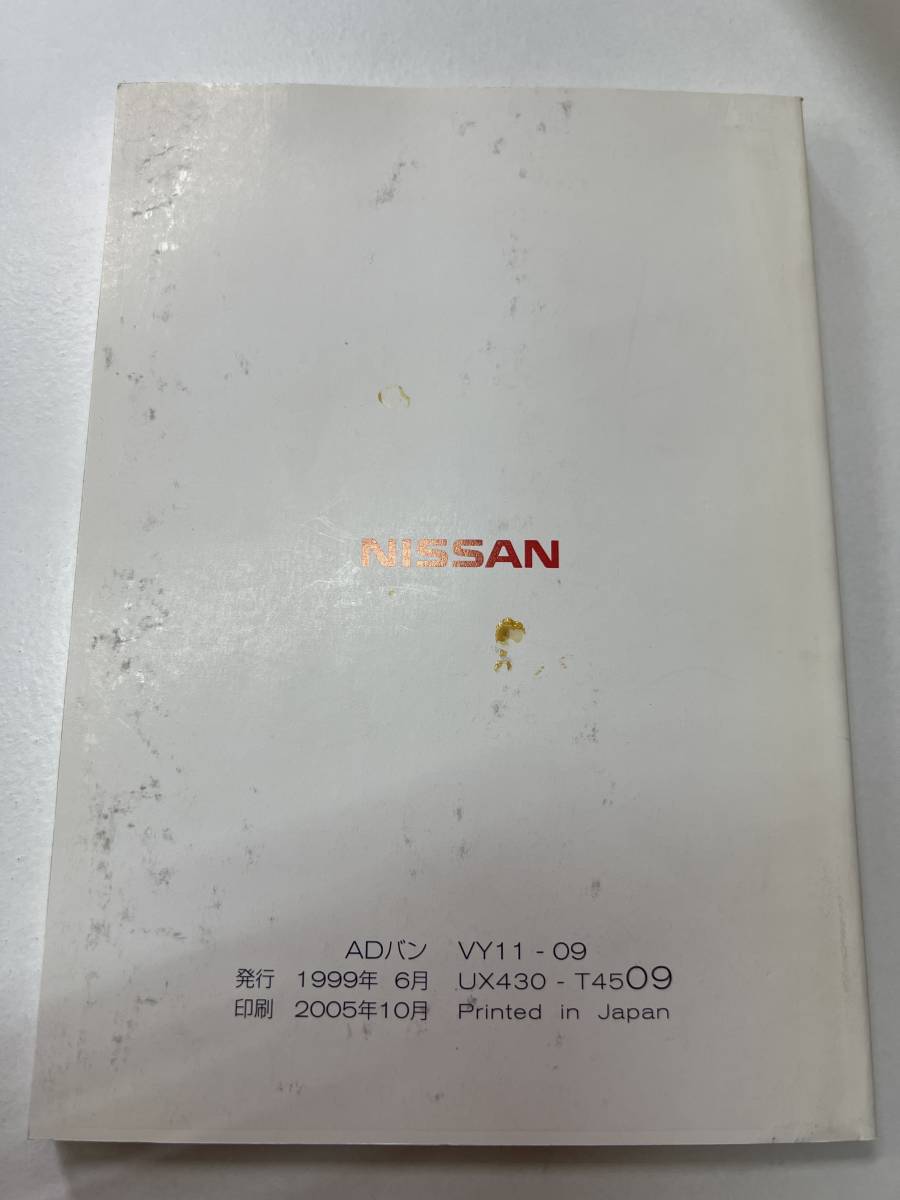 NISSAN
ADバン VY11 - 09
発行 1999年 6月 UX430 - T4509
印刷 2005年10月 Printed in Japan